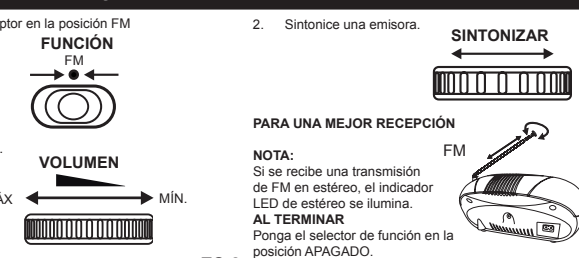 en la posición FM
FUNCIÓN
FM
VOLUMEN
MÍN.
2. Sintonice una emisora.
SINTONIZAR
PARA UNA MEJOR RECEPCIÓN
FM
NOTA:
Si se recibe una transmisión
de FM en estéreo, el indicador
LED de estéreo se ilumina.
AL TERMINAR
Ponga el selector de función en la
posición APAGADO.